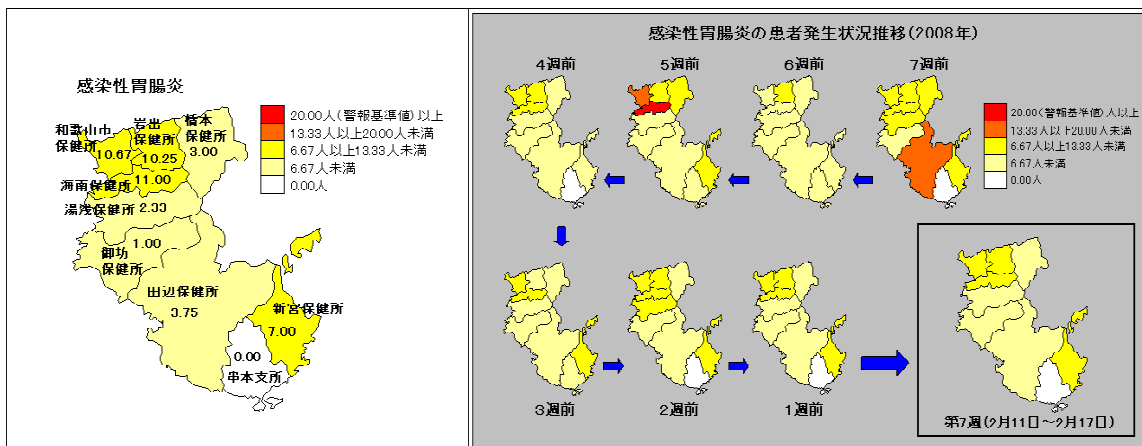 感染性胃腸炎
20.00人(警報基準値)以上
13.33人以上20.00人未満
6.67人以上13.33人未満
6.67人未満
0.00人
和歌山市
保健所
10.67
岩出
保健所
10.25
橋本
保健所
3.00
11.00
海南保健所
湯浅保健所
2.33
1.00
御坊
保健所
田辺保健所
3.75
新宮保健所
7.00
0.00
串本支所
感染性胃腸炎の患者発生状況推移(2008年)
4週前
5週前
6週前
7週前
20.00(警報基準値)人以上
13.33人以下20.00人未満
6.67人以上13.33人未満
6.67人未満
0.00人
3週前
2週前
1週前
第7週(2月11日～2月17日)